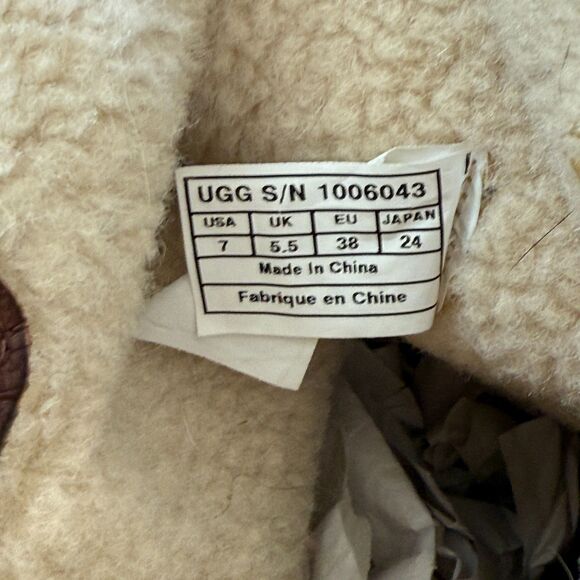 UGG S/N 1006043
USA UK EU JAPAN
7 5.5 38 24
Made In China
Fabrique en Chine